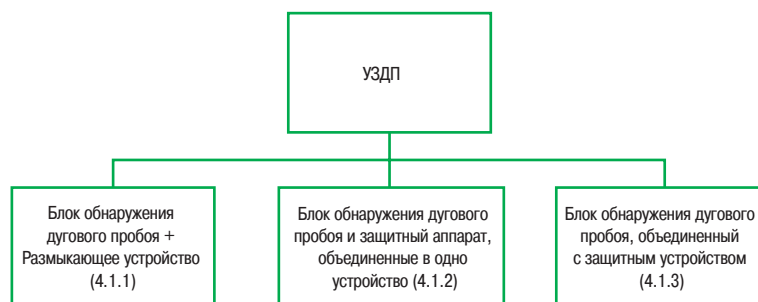 УЗДП
Блок обнаружения
дугового пробоя +
Размыкающее устройство
(4.1.1)
Блок обнаружения дугового
пробоя и защитный аппарат,
объединенные в одно
устройство (4.1.2)
Блок обнаружения дугового
пробоя, объединенный
с защитным устройством
(4.1.3)